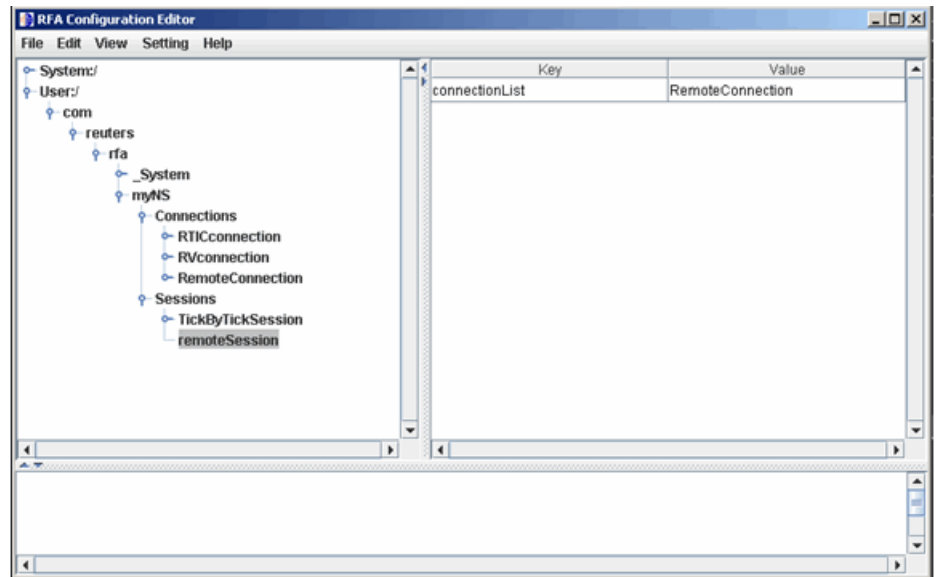 RFA Configuration Editor
File Edit View Setting Help
System:/
User:/
com
reuters
rfa
_System
myNS
Connections
RTICconnection
RVconnection
RemoteConnection
Sessions
TickByTickSession
remoteSession
Key Value
connectionList RemoteConnection